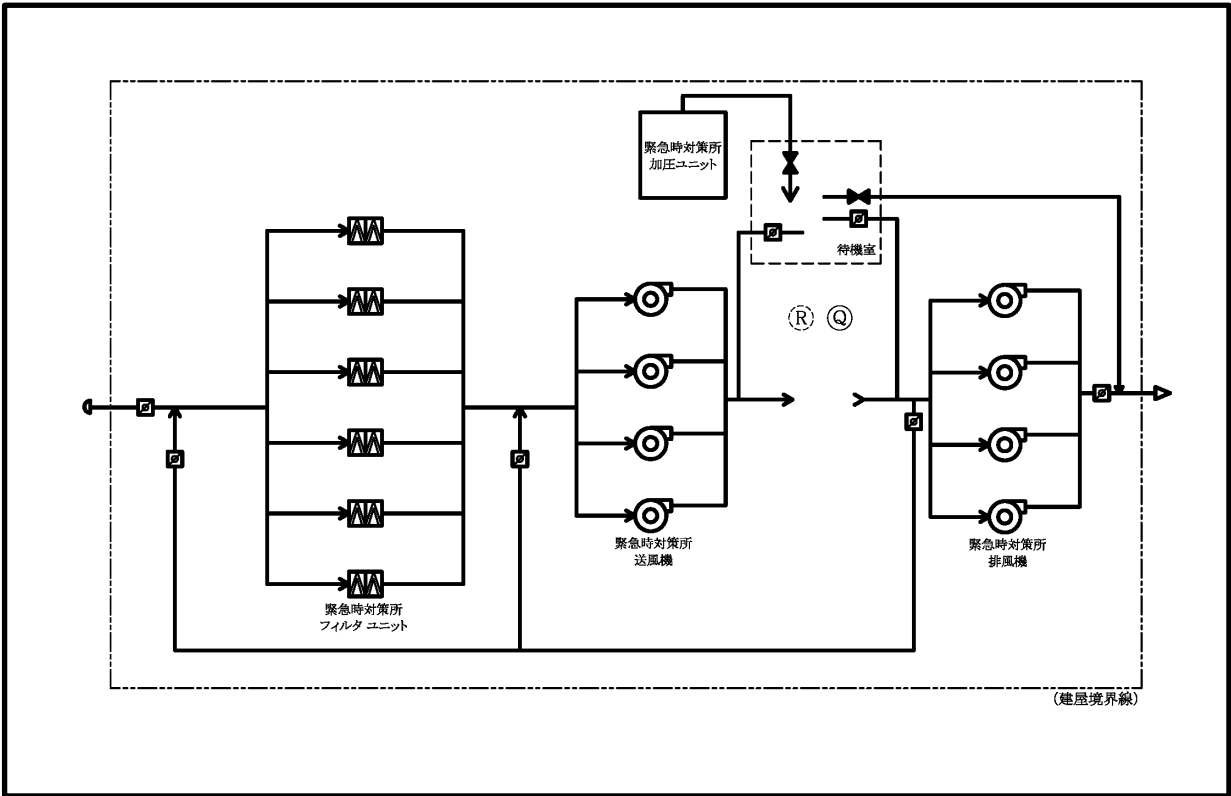 緊急時対策所
加圧ユニット
待機室
R Q
緊急時対策所
送風機
緊急時対策所
排風機
緊急時対策所
フィルタ ユニット
(建屋境界線)